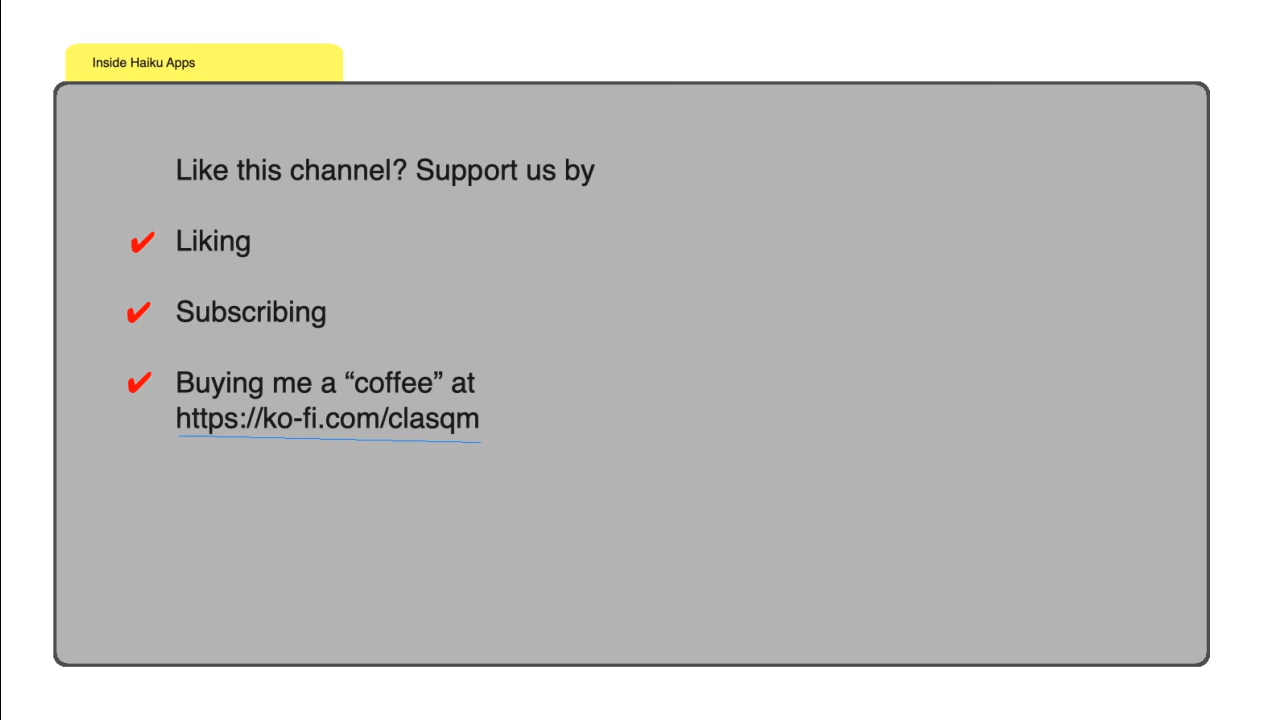 Inside Haiku Apps
Like this channel? Support us by
✔ Liking
✔ Subscribing
✔ Buying me a “coffee” at
https://ko-fi.com/clasqm